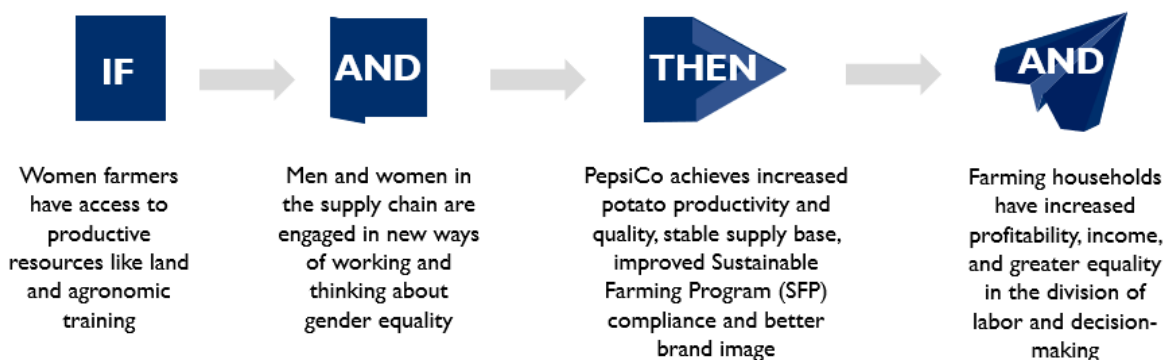 IF
Women farmers
have access to
productive
resources like land
and agronomic
training
AND
Men and women in
the supply chain are
engaged in new ways
of working and
thinking about
gender equality
THEN
PepsiCo achieves increased
potato productivity and
quality, stable supply base,
improved Sustainable
Farming Program (SFP)
compliance and better
brand image
AND
Farming households
have increased
profitability, income,
and greater equality
in the division of
labor and decision-
making